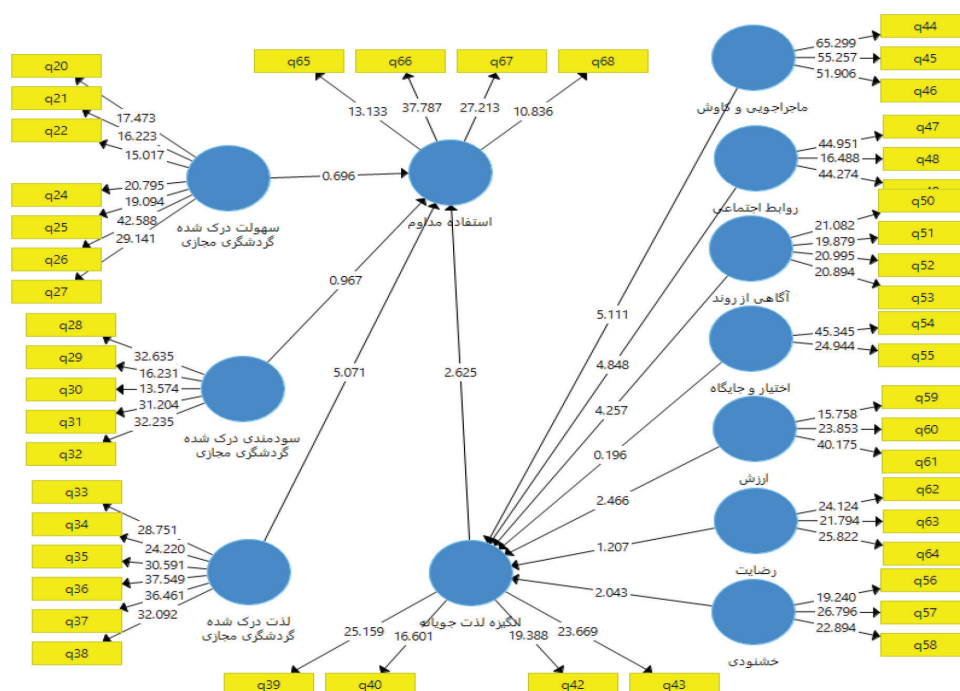 q20
q21
q22
q24
q25
q26
q27
17.473
16.223
15.017
20.795
19.094
42.588
29.141
سهولت درک شده
گردشگری مجازی
0.696
q65
q66
q67
q68
13.133
37.787
27.213
10.836
استفاده مداوم
q28
q29
q30
q31
q32
32.635
16.231
13.574
31.204
32.235
سودمندی درک شده
گردشگری مجازی
0.967
q33
q34
q35
q36
q37
q38
28.751
24.220
30.591
37.549
36.461
32.092
لذت درک شده
گردشگری مجازی
5.071
2.625
انگیزه لذت جویانه
25.159
16.601
19.388
23.669
q39
q40
q42
q43
5.111
4.848
4.257
0.196
2.466
1.207
2.043
q44
q45
q46
65.299
55.257
51.906
ماجراجویی و کاوش
q47
q48
44.951
16.488
44.274
روابط اجتماعی
q50
q51
q52
q53
21.082
19.879
20.995
20.894
آگاهی از روند
q54
q55
45.345
24.944
اختیار و جایگاه
q59
q60
q61
15.758
23.853
40.175
ارزش
q62
q63
q64
24.124
21.794
25.822
رضایت
q56
q57
q58
19.240
26.796
22.894
خشنودی